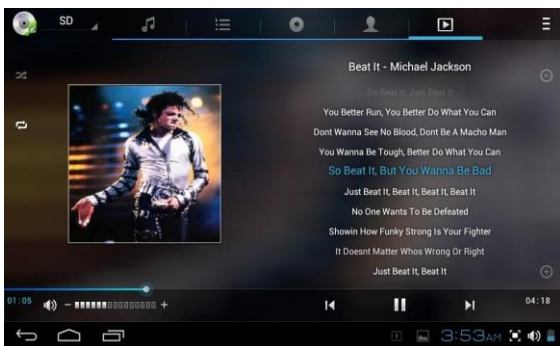 SD
Beat It - Michael Jackson
So Beat It, Just Beat It
You Better Run, You Better Do What You Can
Dont Wanna See No Blood, Dont Be A Macho Man
You Wanna Be Tough, Better Do What You Can
So Beat It, But You Wanna Be Bad
Just Beat It, Beat It, Beat It, Beat It
No One Wants To Be Defeated
Showin How Funky Strong Is Your Fighter
It Doesnt Matter Whos Wrong Or Right
Just Beat It, Beat It
01:05
04:18
3:53AM